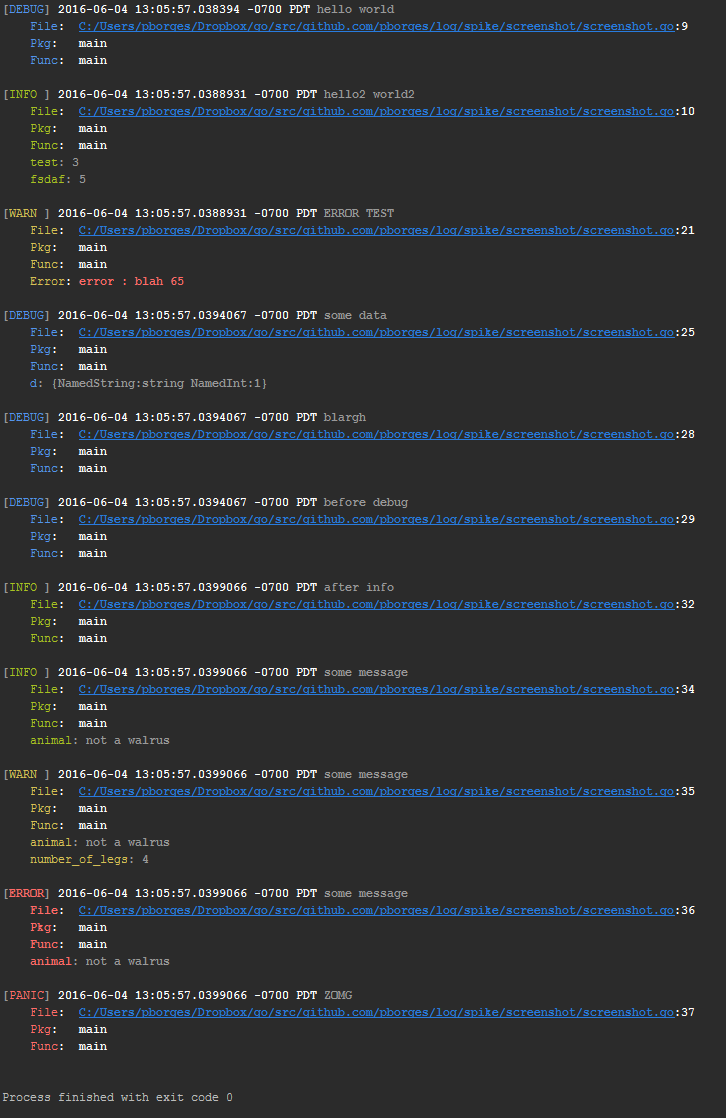 [DEBUG] 2016-06-04 13:05:57.038394 -0700 PDT hello world
File: C:/Users/pborges/Dropbox/go/src/github.com/pborges/log/spike/screenshot/screenshot.go:9
Pkg: main
Func: main
[INFO ] 2016-06-04 13:05:57.0388931 -0700 PDT hello2 world2
File: C:/Users/pborges/Dropbox/go/src/github.com/pborges/log/spike/screenshot/screenshot.go:10
Pkg: main
Func: main
test: 3
fsdaf: 5
[WARN ] 2016-06-04 13:05:57.0388931 -0700 PDT ERROR TEST
File: C:/Users/pborges/Dropbox/go/src/github.com/pborges/log/spike/screenshot/screenshot.go:21
Pkg: main
Func: main
Error: error : blah 65
[DEBUG] 2016-06-04 13:05:57.0394067 -0700 PDT some data
File: C:/Users/pborges/Dropbox/go/src/github.com/pborges/log/spike/screenshot/screenshot.go:25
Pkg: main
Func: main
d: {NamedString:string NamedInt:1}
[DEBUG] 2016-06-04 13:05:57.0394067 -0700 PDT blargh
File: C:/Users/pborges/Dropbox/go/src/github.com/pborges/log/spike/screenshot/screenshot.go:28
Pkg: main
Func: main
[DEBUG] 2016-06-04 13:05:57.0394067 -0700 PDT before debug
File: C:/Users/pborges/Dropbox/go/src/github.com/pborges/log/spike/screenshot/screenshot.go:29
Pkg: main
Func: main
[INFO ] 2016-06-04 13:05:57.0399066 -0700 PDT after info
File: C:/Users/pborges/Dropbox/go/src/github.com/pborges/log/spike/screenshot/screenshot.go:32
Pkg: main
Func: main
[INFO ] 2016-06-04 13:05:57.0399066 -0700 PDT some message
File: C:/Users/pborges/Dropbox/go/src/github.com/pborges/log/spike/screenshot/screenshot.go:34
Pkg: main
Func: main
animal: not a walrus
[WARN ] 2016-06-04 13:05:57.0399066 -0700 PDT some message
File: C:/Users/pborges/Dropbox/go/src/github.com/pborges/log/spike/screenshot/screenshot.go:35
Pkg: main
Func: main
animal: not a walrus
number_of_legs: 4
[ERROR] 2016-06-04 13:05:57.0399066 -0700 PDT some message
File: C:/Users/pborges/Dropbox/go/src/github.com/pborges/log/spike/screenshot/screenshot.go:36
Pkg: main
Func: main
animal: not a walrus
[PANIC] 2016-06-04 13:05:57.0399066 -0700 PDT ZOMG
File: C:/Users/pborges/Dropbox/go/src/github.com/pborges/log/spike/screenshot/screenshot.go:37
Pkg: main
Func: main
Process finished with exit code 0